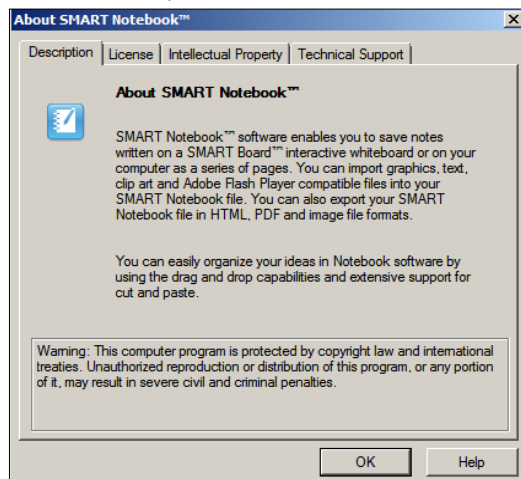 About SMART Notebook™
Description License Intellectual Property Technical Support
About SMART Notebook™
SMART Notebook™ software enables you to save notes
written on a SMART Board™ interactive whiteboard or on your
computer as a series of pages. You can import graphics, text,
clip art and Adobe Flash Player compatible files into your
SMART Notebook file. You can also export your SMART
Notebook file in HTML, PDF and image file formats.
You can easily organize your ideas in Notebook software by
using the drag and drop capabilities and extensive support for
cut and paste.
Warning: This computer program is protected by copyright law and international
treaties. Unauthorized reproduction or distribution of this program, or any portion
of it, may result in severe civil and criminal penalties.
OK Help